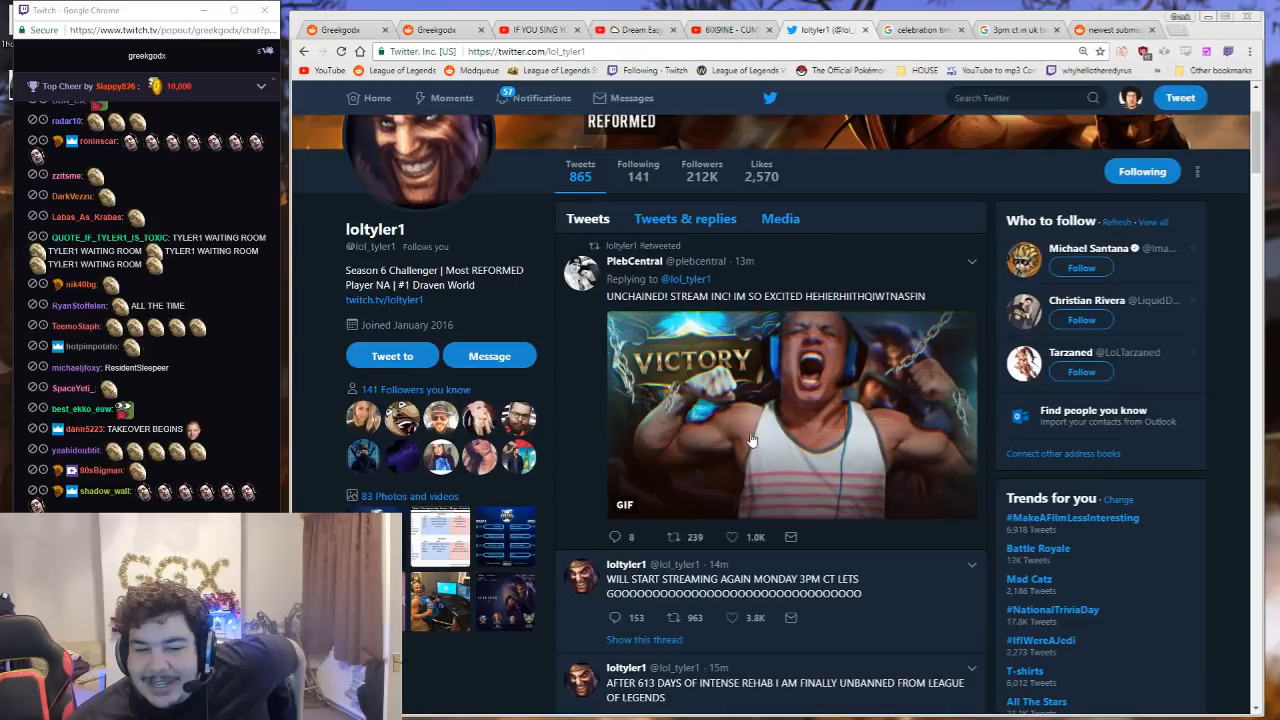 Twitch - Google Chrome
Secure https://www.twitch.tv/popout/greekgodx/chat?p...
greekgodx
Top Cheer by Slappy826 : 10,000
radar10:
roninscar:
zzitsme:
DarkVezzu:
Labas_As_Krabas:
QUOTE_IF_TYLER1_IS_TOXIC: TYLER1 WAITING ROOM
TYLER1 WAITING ROOM TYLER1 WAITING ROOM
TYLER1 WAITING ROOM
nik40bg:
RyanStoffelen: ALL THE TIME
TeemoStaph:
hotpimpotato:
michaeljfoxy: ResidentSleepeer
SpaceYeti_:
best_ekko_euw:
dann5223: TAKEOVER BEGINS
yeahidoubtit:
80sBigman:
shadow_wall:
Greekgodx
Greekgodx
IF YOU SING YO
Dream Easy
6IX9INE - CUM
loltyler1 (@lol_
celebration tim
3pm ct in uk tim
newest submiss
Greek
Twitter, Inc. [US] https://twitter.com/lol_tyler1
YouTube
League of Legends
Modqueue
League of Legends S
Following - Twitch
League of Legends V
The Official Pokémon
HOUSE
YouTube to mp3 Con
whyhellotheredyrus
»
Other bookmarks
Home
Moments
57
Notifications
Messages
Search Twitter
Tweet
REFORMED
Tweets
865
Following
141
Followers
212K
Likes
2,570
Following
loltyler1
@lol_tyler1 Follows you
Season 6 Challenger | Most REFORMED
Player NA | #1 Draven World
twitch.tv/loltyler1
Joined January 2016
Tweet to
Message
141 Followers you know
83 Photos and videos
Tweets
Tweets & replies
Media
loltyler1 Retweeted
PlebCentral @plebcentral · 13m
Replying to @lol_tyler1
UNCHAINED! STREAM INC! IM SO EXCITED HEHIERHIITHQIWTNASFIN
VICTORY
GIF
8
239
1.0K
loltyler1 @lol_tyler1 · 14m
WILL START STREAMING AGAIN MONDAY 3PM CT LETS
GOOOOOOOOOOOOOOOOOOOOOOOOOOOOOOO
153
963
3.8K
Show this thread
loltyler1 @lol_tyler1 · 15m
AFTER 613 DAYS OF INTENSE REHAB I AM FINALLY UNBANNED FROM LEAGUE
OF LEGENDS
Who to follow · Refresh · View all
Michael Santana @Ima...
Follow
Christian Rivera @LiquidD...
Follow
Tarzaned @LoLTarzaned
Follow
Find people you know
Import your contacts from Outlook
Connect other address books
Trends for you · Change
#MakeAFilmLessInteresting
6,918 Tweets
Battle Royale
13K Tweets
Mad Catz
2,186 Tweets
#NationalTriviaDay
17.8K Tweets
#IfIWereAJedi
2,273 Tweets
T-shirts
6,012 Tweets
All The Stars